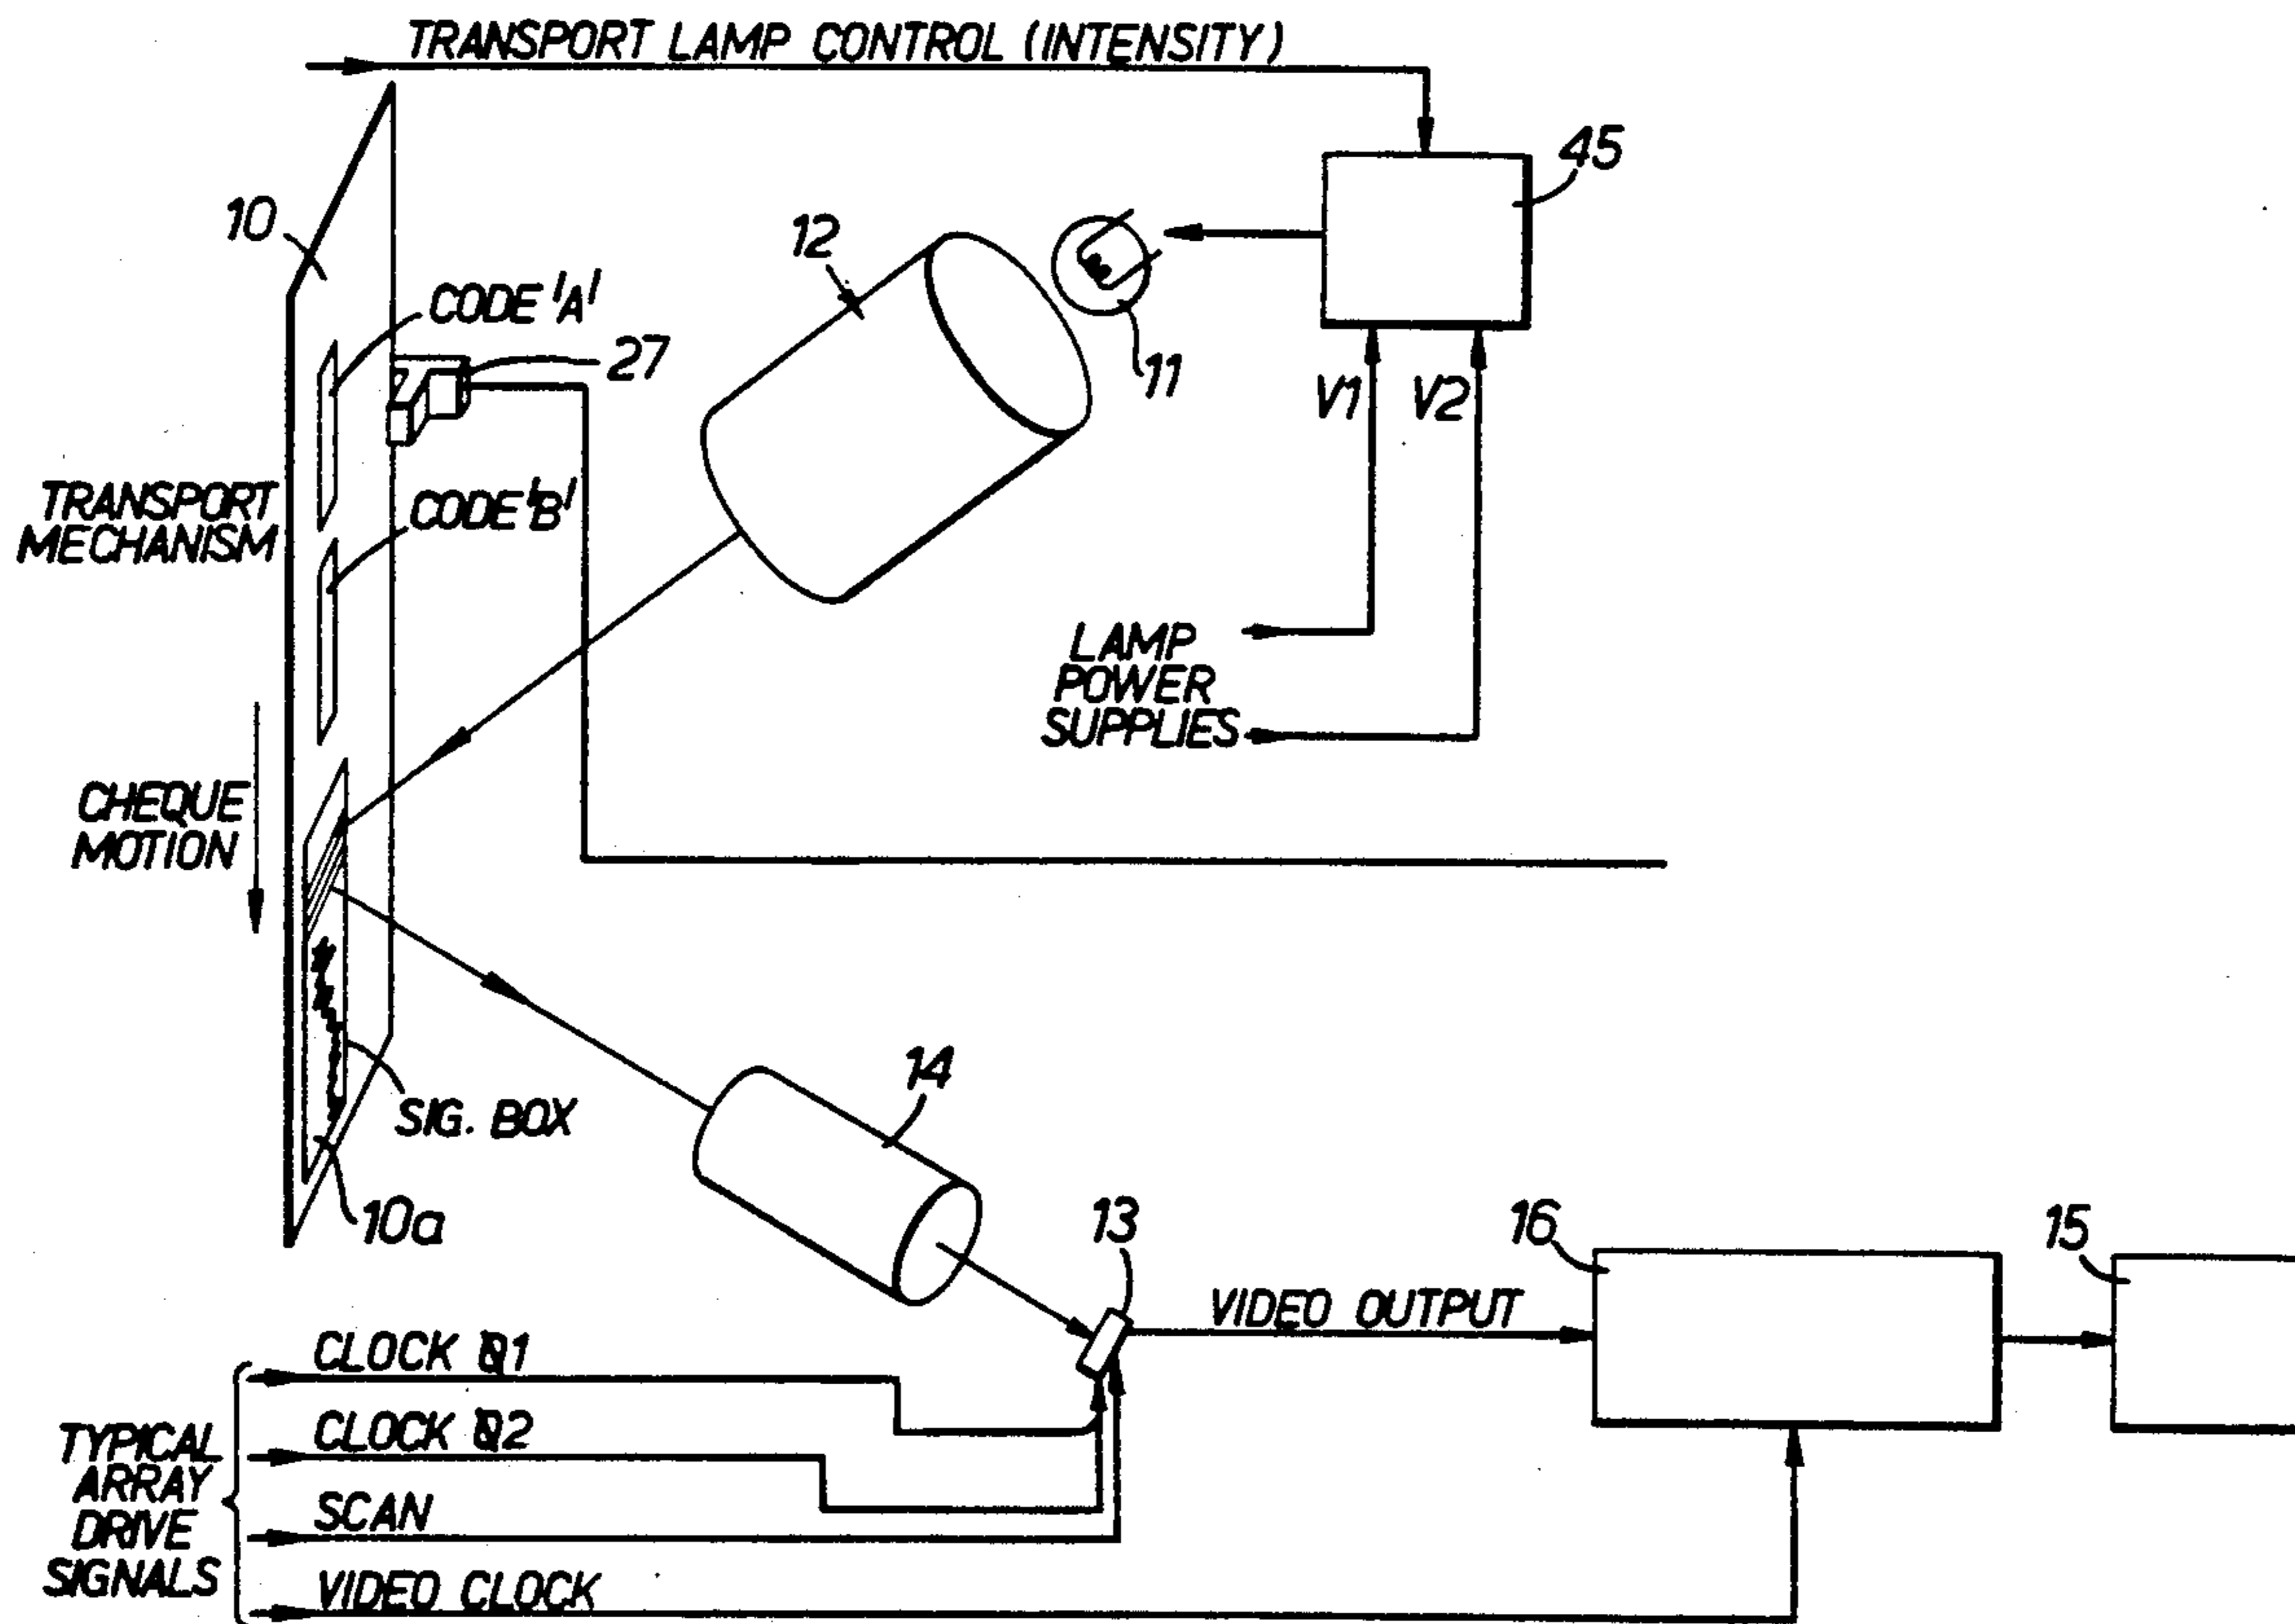 TRANSPORT LAMP CONTROL (INTENSITY)
45
10
12
CODE 'A'
27
11
V1 V2
TRANSPORT
MECHANISM
CODE 'B'
LAMP
POWER
SUPPLIES
CHEQUE
MOTION
14
SIG. BOX
10a
13
16
15
VIDEO OUTPUT
CLOCK Φ1
CLOCK Φ2
TYPICAL
ARRAY
DRIVE
SIGNALS
SCAN
VIDEO CLOCK